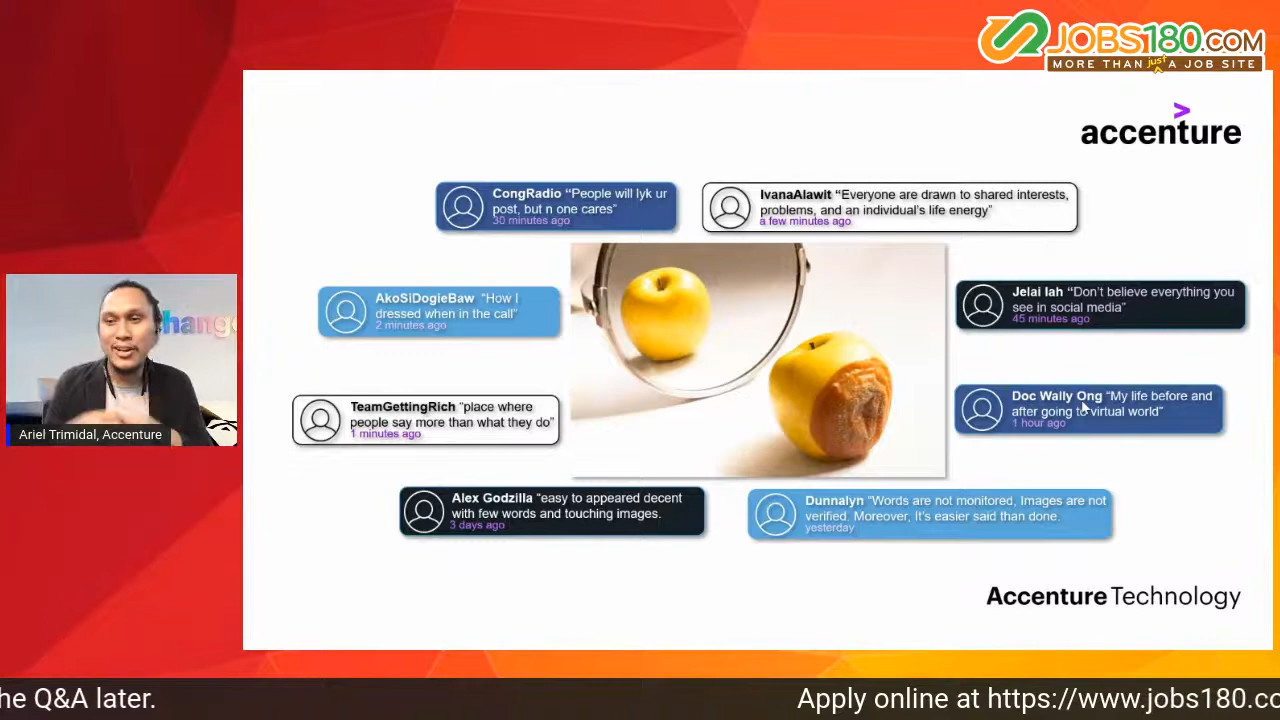 JOBS180.COM
MORE THAN just A JOB SITE
>
accenture
CongRadio “People will lyk ur
post, but n one cares”
30 minutes ago
IvanaAlawit “Everyone are drawn to shared interests,
problems, and an individual’s life energy”
a few minutes ago
AkoSiDogieBaw “How I
dressed when in the call”
2 minutes ago
Jelai Iah “Don’t believe everything you
see in social media”
45 minutes ago
hang
Ariel Trimidal, Accenture
TeamGettingRich “place where
people say more than what they do”
1 minutes ago
Doc Wally Ong “My life before and
after going to virtual world”
1 hour ago
Alex Godzilla “easy to appeared decent
with few words and touching images.
3 days ago
Dunnalyn “Words are not monitored, Images are not
verified. Moreover, It’s easier said than done.
yesterday
Accenture Technology
he Q&A later.
Apply online at https://www.jobs180.co